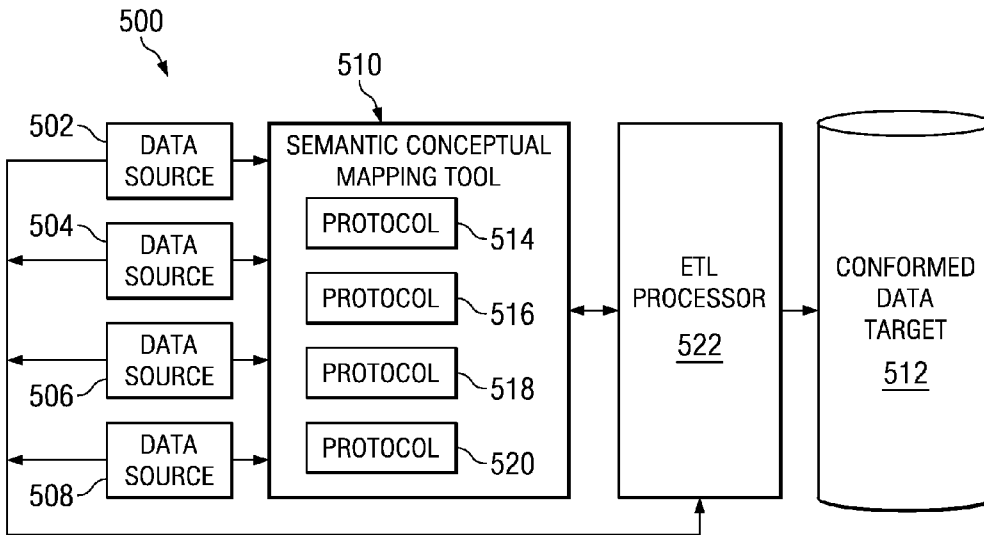 500
510
502
DATA
SOURCE
504
DATA
SOURCE
DATA
SOURCE
506
DATA
SOURCE
508
SEMANTIC CONCEPTUAL
MAPPING TOOL
PROTOCOL
514
PROTOCOL
516
PROTOCOL
518
PROTOCOL
520
ETL
PROCESSOR
522
CONFORMED
DATA
TARGET
512